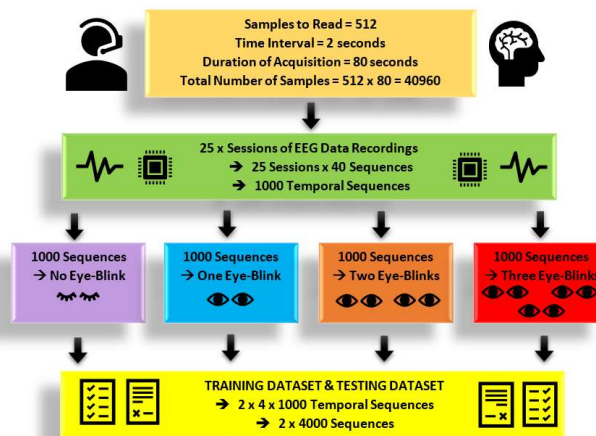 Samples to Read = 512
Time Interval = 2 seconds
Duration of Acquisition = 80 seconds
Total Number of Samples = 512 x 80 = 40960
25 x Sessions of EEG Data Recordings
→ 25 Sessions x 40 Sequences
→ 1000 Temporal Sequences
1000 Sequences
→ No Eye-Blink
1000 Sequences
→ One Eye-Blink
1000 Sequences
→ Two Eye-Blinks
1000 Sequences
→ Three Eye-Blinks
TRAINING DATASET & TESTING DATASET
→ 2 x 4 x 1000 Temporal Sequences
→ 2 x 4000 Sequences